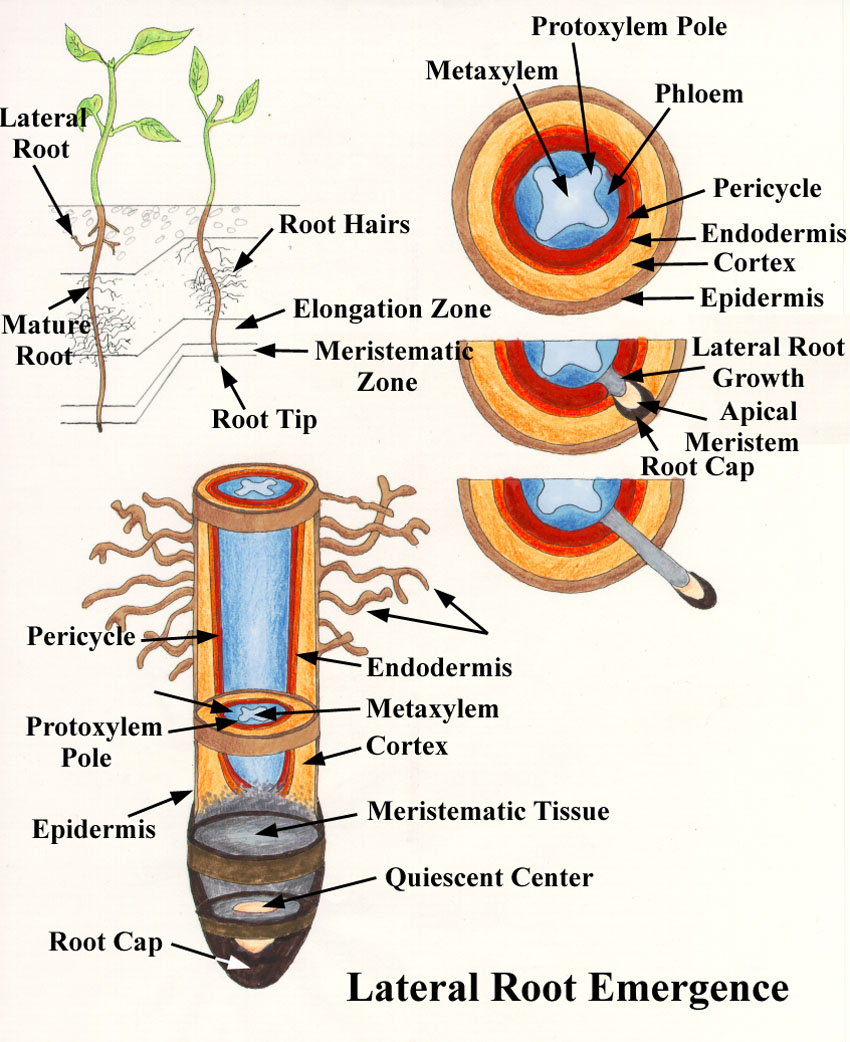 Protoxylem Pole
Metaxylem
Phloem
Lateral
Root
Pericycle
Root Hairs
Endodermis
Cortex
Elongation Zone
Epidermis
Mature
Root
Meristematic
Zone
Lateral Root
Growth
Root Tip
Apical
Meristem
Root Cap
Pericycle
Endodermis
Metaxylem
Protoxylem
Pole
Cortex
Epidermis
Meristematic Tissue
Quiescent Center
Root Cap
Lateral Root Emergence